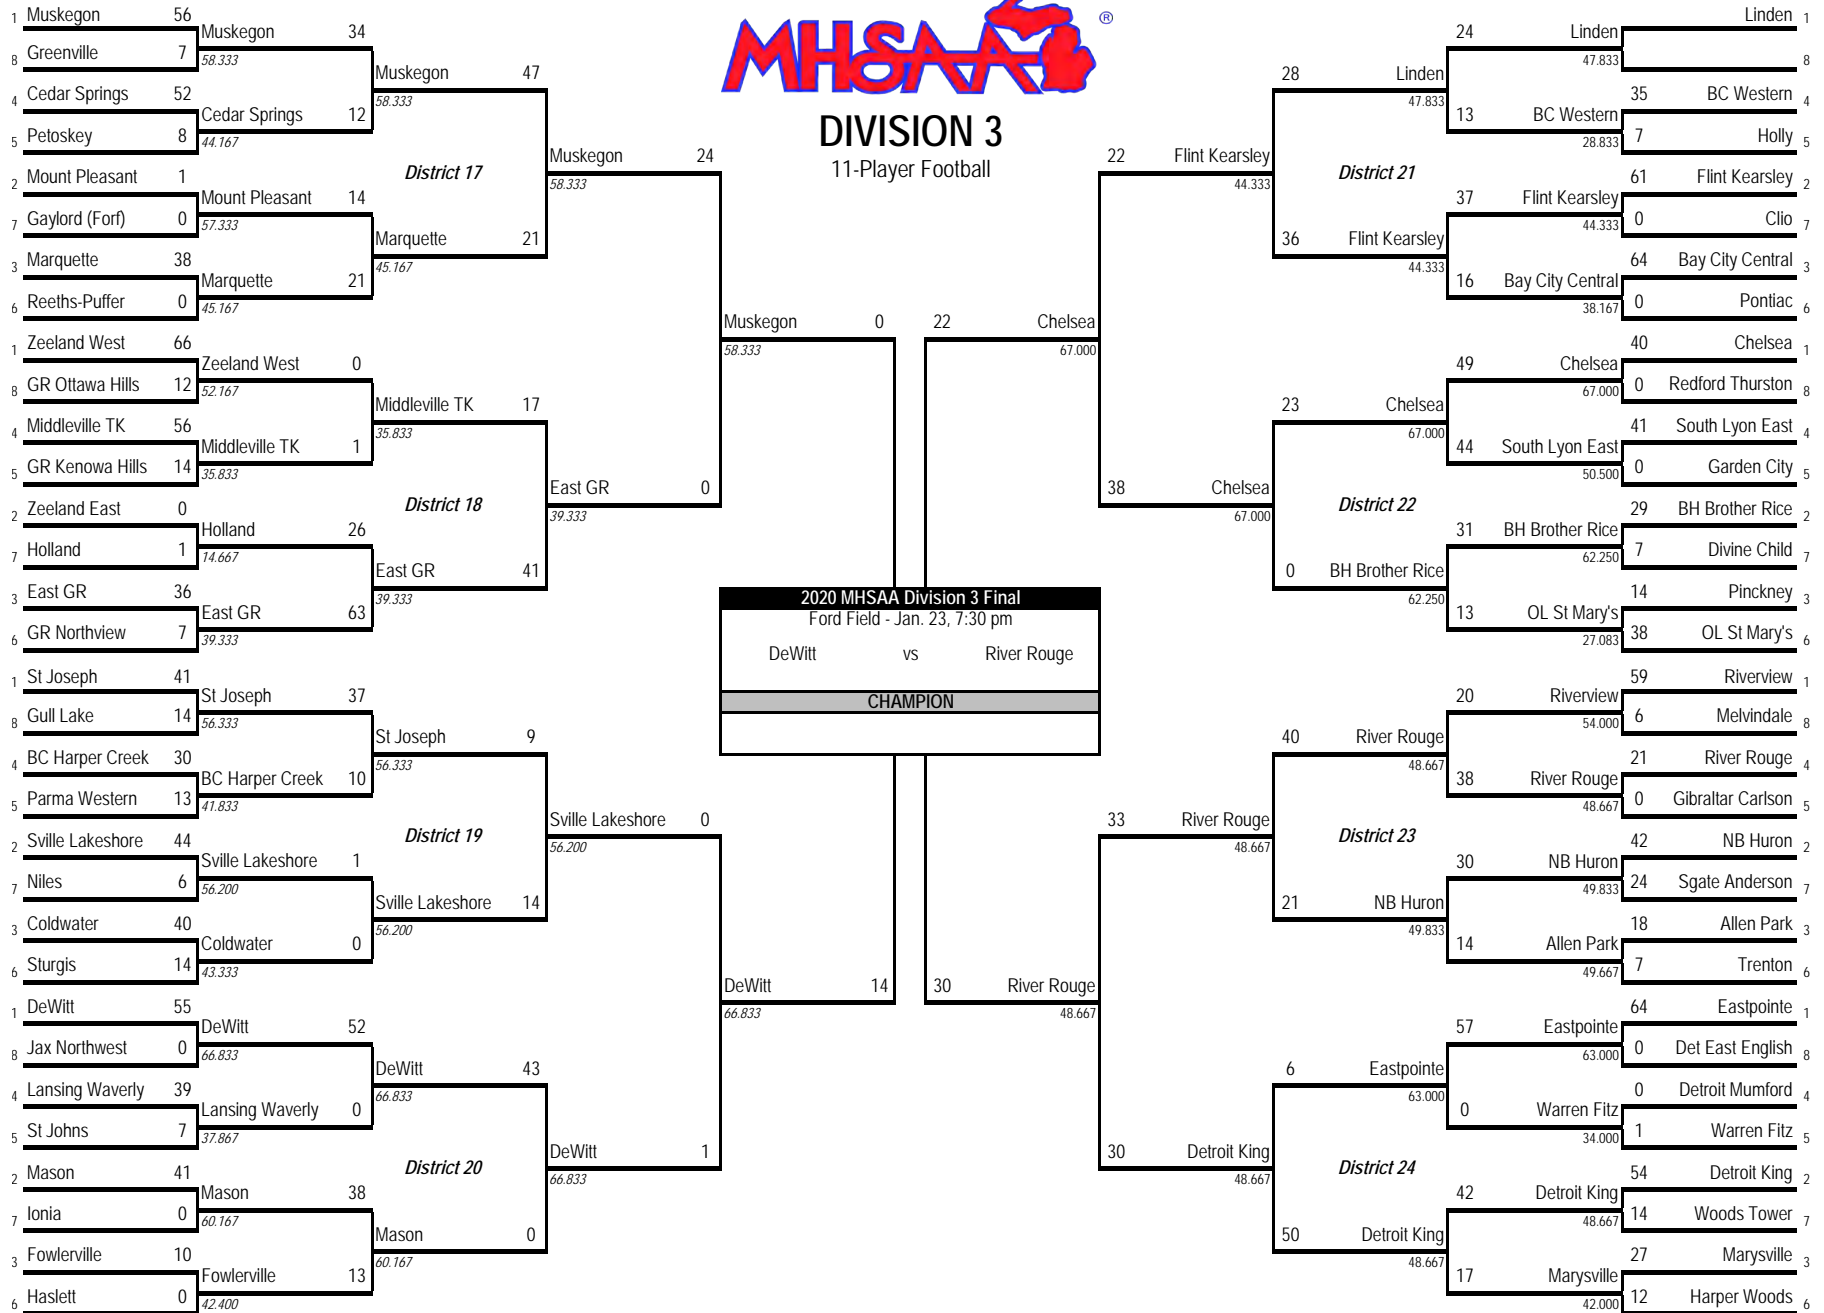 MHSAA ®
DIVISION 3
11-Player Football
1 Muskegon 56
8 Greenville 7
4 Cedar Springs 52
5 Petoskey 8
2 Mount Pleasant 1
7 Gaylord (Forf) 0
3 Marquette 38
6 Reeths-Puffer 0
1 Zeeland West 66
8 GR Ottawa Hills 12
4 Middleville TK 56
5 GR Kenowa Hills 14
2 Zeeland East 0
7 Holland 1
3 East GR 36
6 GR Northview 7
1 St Joseph 41
8 Gull Lake 14
4 BC Harper Creek 30
5 Parma Western 13
2 Sville Lakeshore 44
7 Niles 6
3 Coldwater 40
6 Sturgis 14
1 DeWitt 55
8 Jax Northwest 0
4 Lansing Waverly 39
5 St Johns 7
2 Mason 41
7 Ionia 0
3 Fowlerville 10
6 Haslett 0
Muskegon 34
58.333
Cedar Springs 12
44.167
Mount Pleasant 14
57.333
Marquette 21
45.167
Zeeland West 0
52.167
Middleville TK 1
35.833
Holland 26
14.667
East GR 63
39.333
St Joseph 37
56.333
BC Harper Creek 10
41.833
Sville Lakeshore 1
56.200
Coldwater 0
43.333
DeWitt 52
66.833
Lansing Waverly 0
37.867
Mason 38
60.167
Fowlerville 13
42.400
Muskegon 47
58.333
District 17
Marquette 21
45.167
Middleville TK 17
35.833
District 18
East GR 41
39.333
St Joseph 9
56.333
District 19
Sville Lakeshore 14
56.200
DeWitt 43
66.833
District 20
Mason 0
60.167
Muskegon 24
58.333
East GR 0
39.333
Sville Lakeshore 0
56.200
DeWitt 1
66.833
Muskegon 0
58.333
DeWitt 14
66.833
2020 MHSAA Division 3 Final
Ford Field - Jan. 23, 7:30 pm
DeWitt vs River Rouge
CHAMPION
22 Chelsea
67.000
30 River Rouge
48.667
22 Flint Kearsley
44.333
38 Chelsea
67.000
33 River Rouge
48.667
30 Detroit King
48.667
28 Linden
47.833
District 21
36 Flint Kearsley
44.333
23 Chelsea
67.000
District 22
0 BH Brother Rice
62.250
40 River Rouge
48.667
District 23
21 NB Huron
49.833
6 Eastpointe
63.000
District 24
50 Detroit King
48.667
24 Linden
47.833
13 BC Western
28.833
37 Flint Kearsley
44.333
16 Bay City Central
38.167
49 Chelsea
67.000
44 South Lyon East
50.500
31 BH Brother Rice
62.250
13 OL St Mary's
27.083
20 Riverview
54.000
38 River Rouge
48.667
30 NB Huron
49.833
14 Allen Park
49.667
57 Eastpointe
63.000
0 Warren Fitz
34.000
42 Detroit King
48.667
17 Marysville
42.000
Linden 1
8
35 BC Western 4
7 Holly 5
61 Flint Kearsley 2
0 Clio 7
64 Bay City Central 3
0 Pontiac 6
40 Chelsea 1
0 Redford Thurston 8
41 South Lyon East 4
0 Garden City 5
29 BH Brother Rice 2
7 Divine Child 7
14 Pinckney 3
38 OL St Mary's 6
59 Riverview 1
6 Melvindale 8
21 River Rouge 4
0 Gibraltar Carlson 5
42 NB Huron 2
24 Sgate Anderson 7
18 Allen Park 3
7 Trenton 6
64 Eastpointe 1
0 Det East English 8
0 Detroit Mumford 4
1 Warren Fitz 5
54 Detroit King 2
14 Woods Tower 7
27 Marysville 3
12 Harper Woods 6